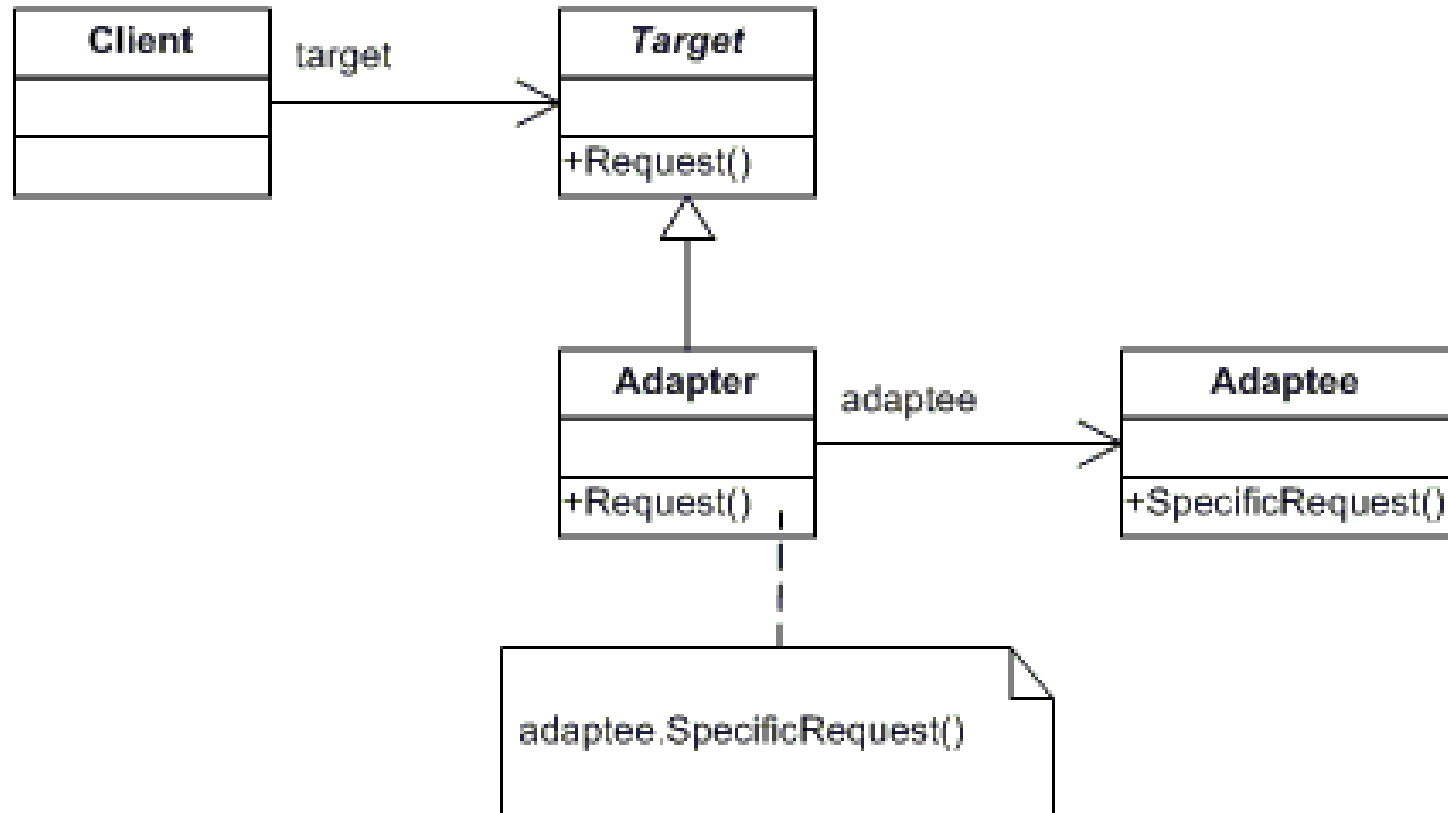 Client
target
Target
+Request()
Adapter
adaptee
Adaptee
+Request()
+SpecificRequest()
adaptee.SpecificRequest()